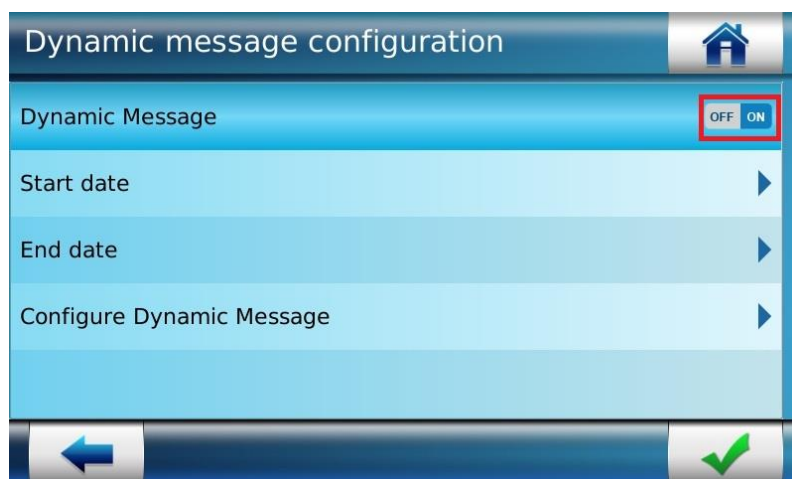 Dynamic message configuration
Dynamic Message
OFF ON
Start date
End date
Configure Dynamic Message